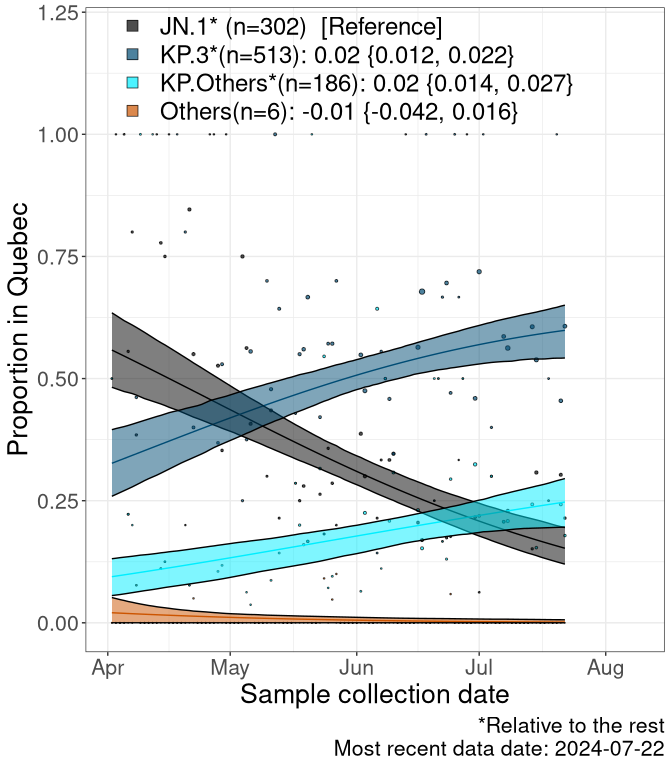 JN.1* (n=302)  [Reference]
KP.3*(n=513): 0.02 {0.012, 0.022}
KP.Others*(n=186): 0.02 {0.014, 0.027}
Others(n=6): -0.01 {-0.042, 0.016}
1.25
1.00
0.75
0.50
0.25
0.00
Proportion in Quebec
Apr May Jun Jul Aug
Sample collection date
*Relative to the rest
Most recent data date: 2024-07-22